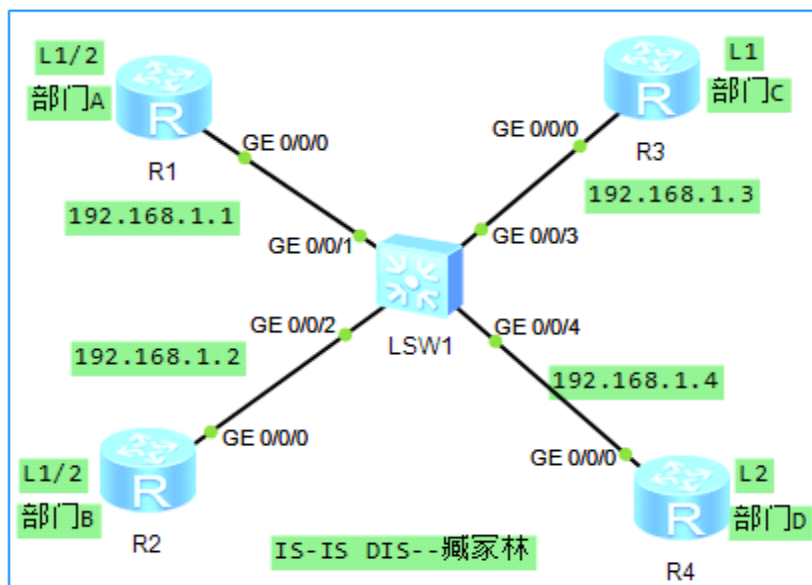 L1/2
部门A
R1
GE 0/0/0
192.168.1.1
GE 0/0/1
L1
部门C
R3
GE 0/0/0
192.168.1.3
GE 0/0/3
LSW1
GE 0/0/2
192.168.1.2
GE 0/0/0
L1/2
部门B
R2
GE 0/0/4
192.168.1.4
GE 0/0/0
L2
部门D
R4
IS-IS DIS--臧冢林